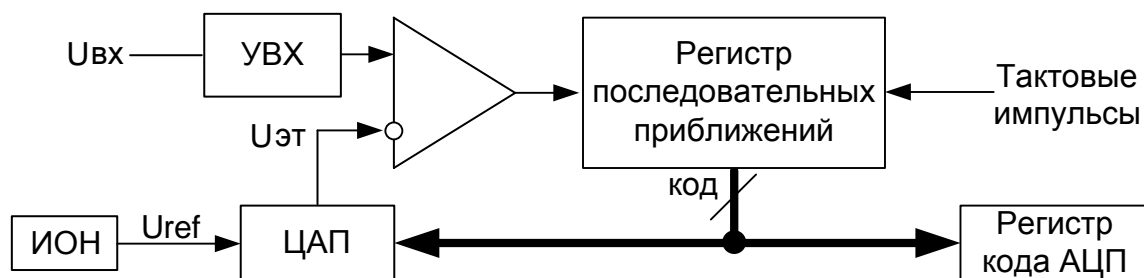 Uвх
УВХ
Регистр
последовательных
приближений
Тактовые
импульсы
Uэт
код
ИОН
Uref
ЦАП
Регистр
кода АЦП